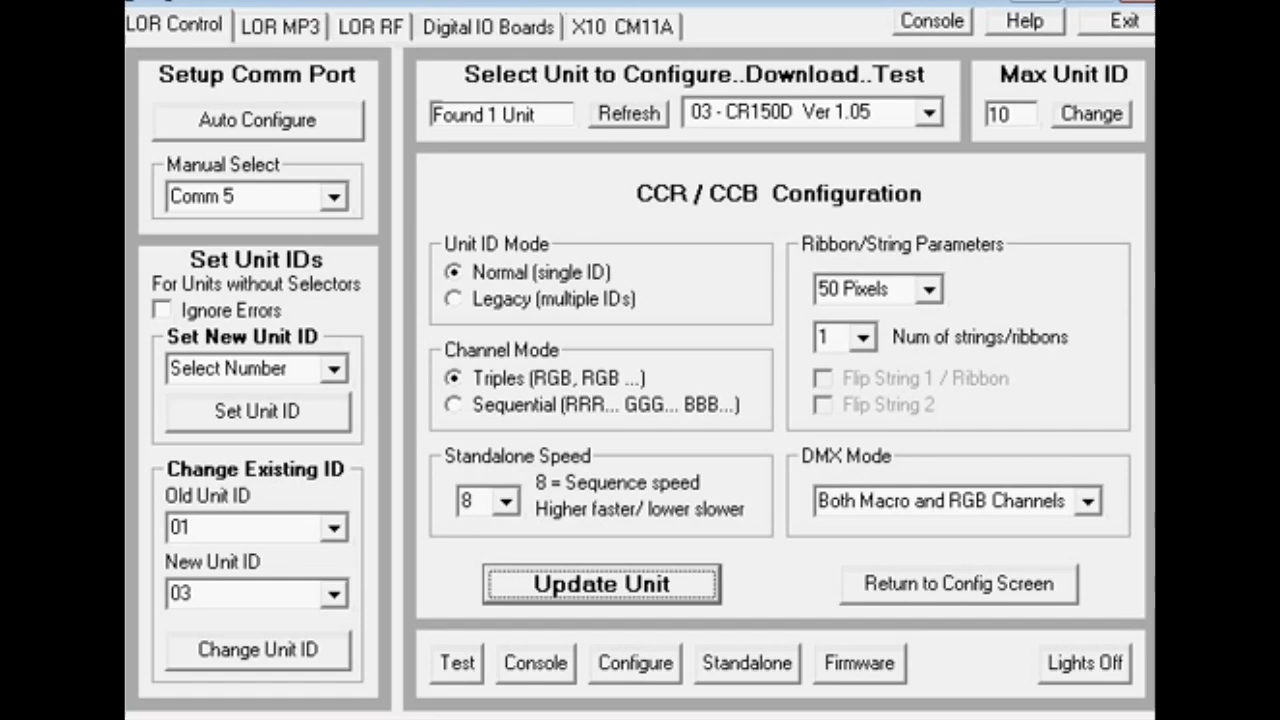 LOR Control
LOR MP3
LOR RF
Digital IO Boards
X10 CM11A
Console
Help
Exit
Setup Comm Port
Auto Configure
Manual Select
Comm 5
Set Unit IDs
For Units without Selectors
Ignore Errors
Set New Unit ID
Select Number
Set Unit ID
Change Existing ID
Old Unit ID
01
New Unit ID
03
Change Unit ID
Select Unit to Configure..Download..Test
Found 1 Unit
Refresh
03 - CR150D Ver 1.05
Max Unit ID
10
Change
CCR / CCB Configuration
Unit ID Mode
Normal (single ID)
Legacy (multiple IDs)
Channel Mode
Triples (RGB, RGB ...)
Sequential (RRR... GGG... BBB...)
Standalone Speed
8
8 = Sequence speed
Higher faster/ lower slower
Ribbon/String Parameters
50 Pixels
1
Num of strings/ribbons
Flip String 1 / Ribbon
Flip String 2
DMX Mode
Both Macro and RGB Channels
Update Unit
Return to Config Screen
Test
Console
Configure
Standalone
Firmware
Lights Off